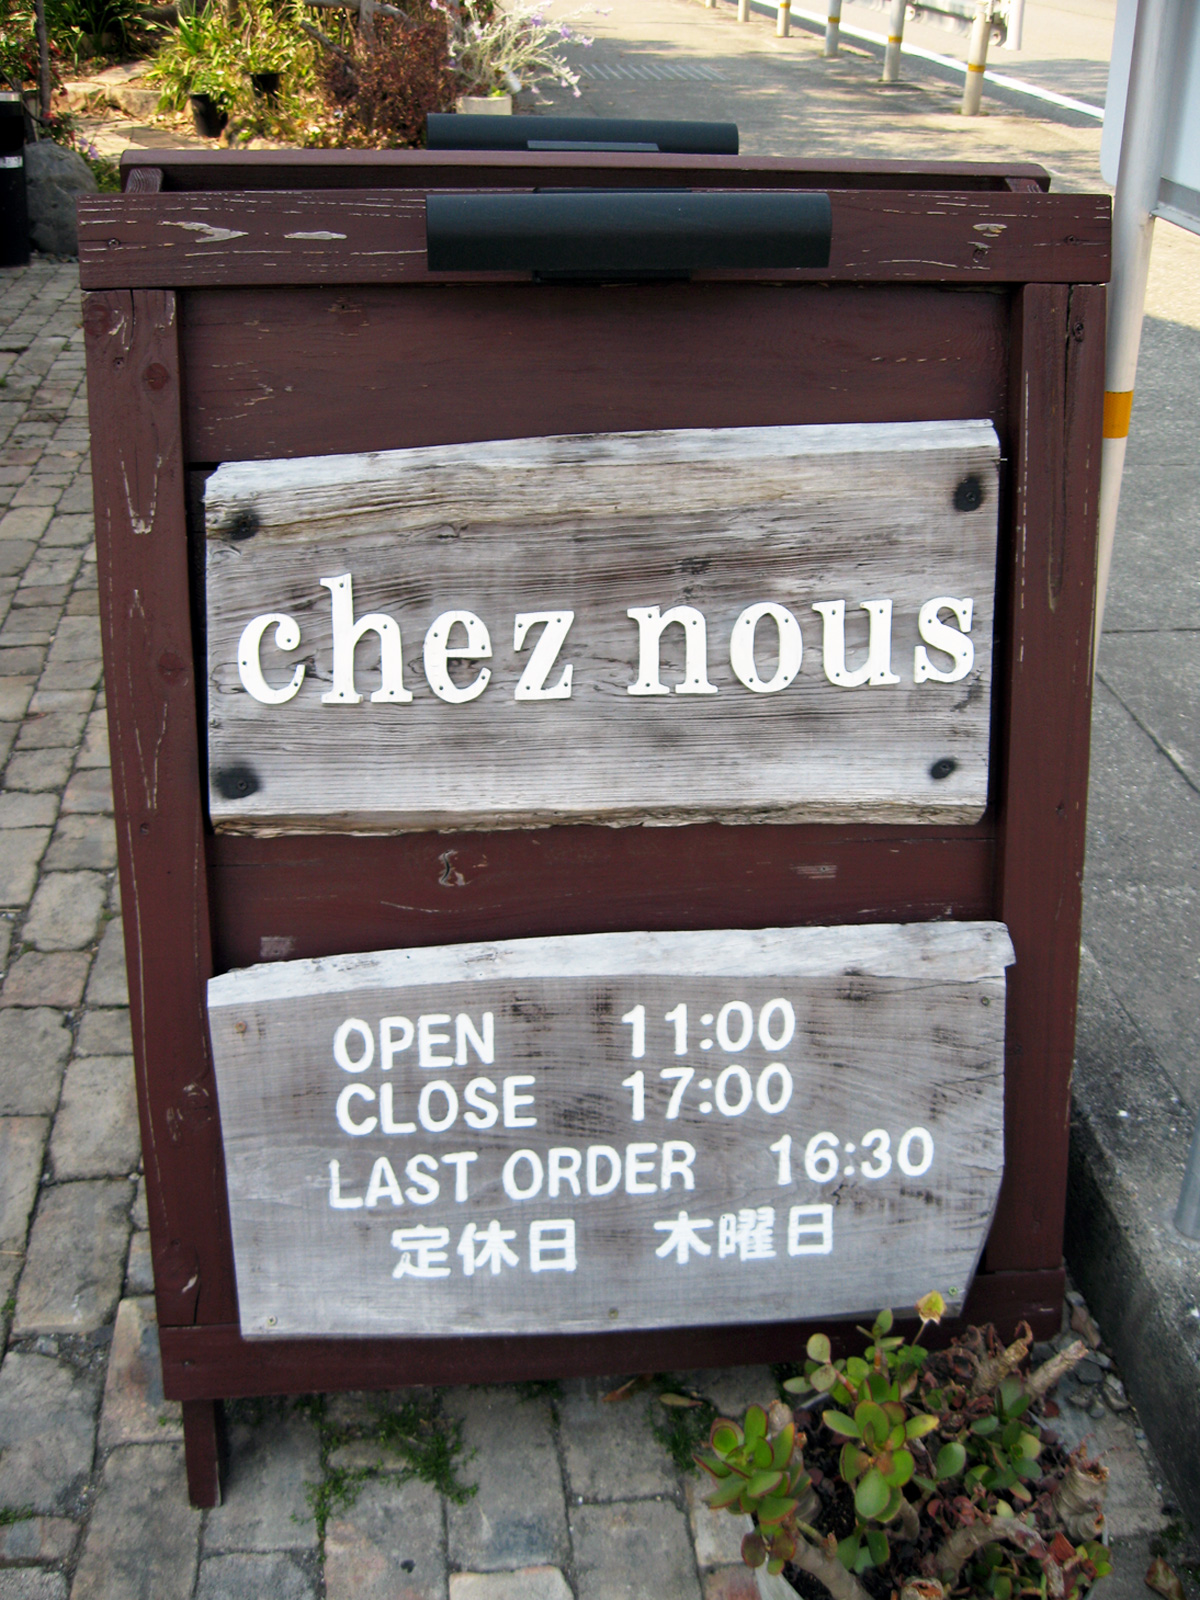 chez nous
OPEN 11:00
CLOSE 17:00
LAST ORDER 16:30
定休日 木曜日